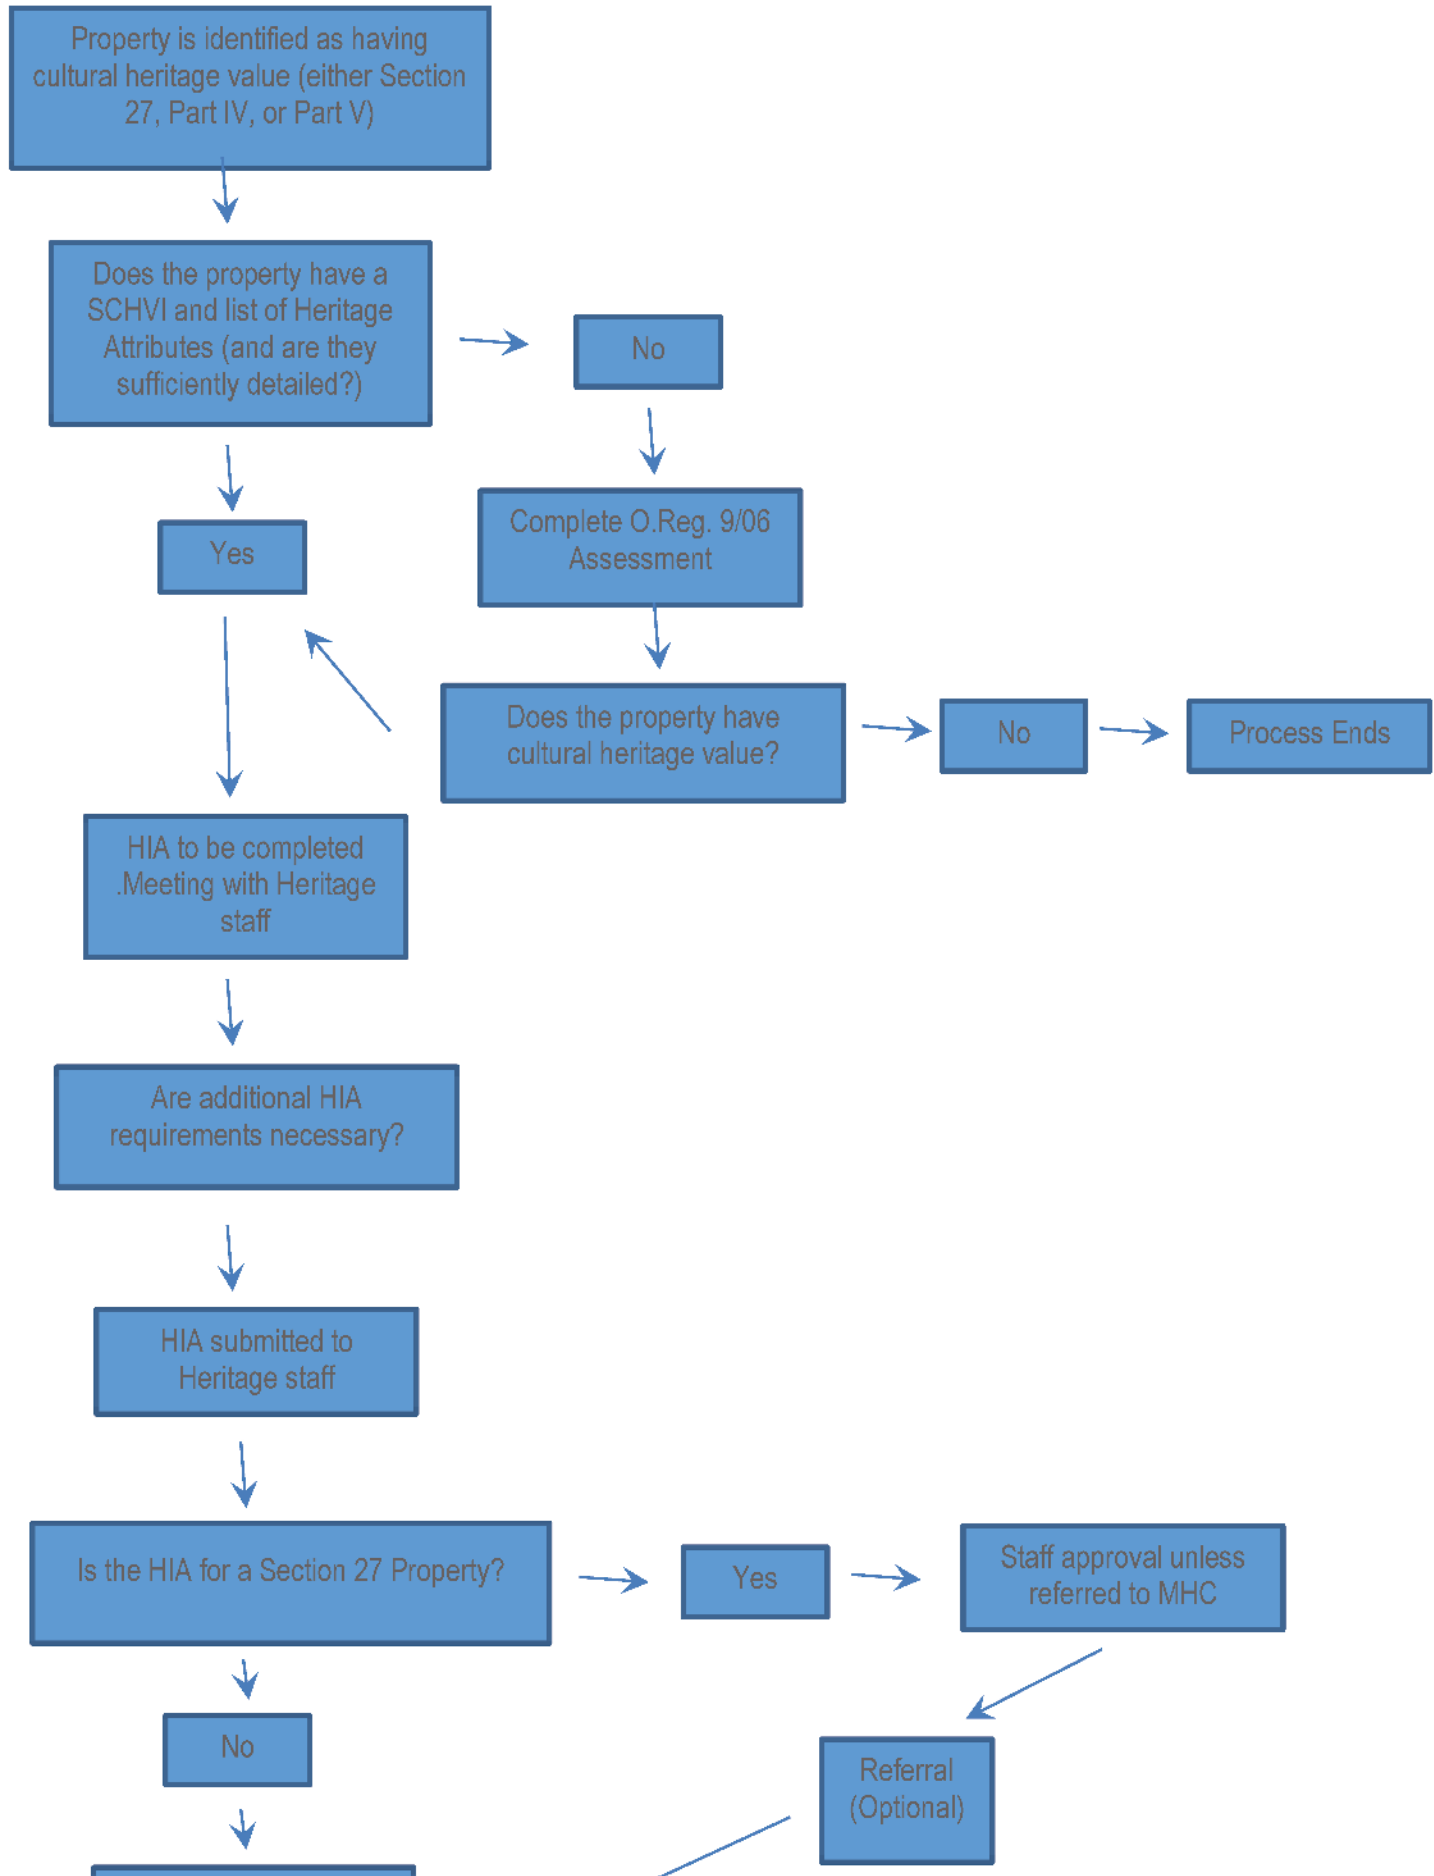 Property is identified as having
cultural heritage value (either Section
27, Part IV, or Part V)
Does the property have a
SCHVI and list of Heritage
Attributes (and are they
sufficiently detailed?)
No
Yes
Complete O.Reg. 9/06
Assessment
Does the property have
cultural heritage value?
No
Process Ends
HIA to be completed
.Meeting with Heritage
staff
Are additional HIA
requirements necessary?
HIA submitted to
Heritage staff
Is the HIA for a Section 27 Property?
Yes
Staff approval unless
referred to MHC
No
Referral
(Optional)